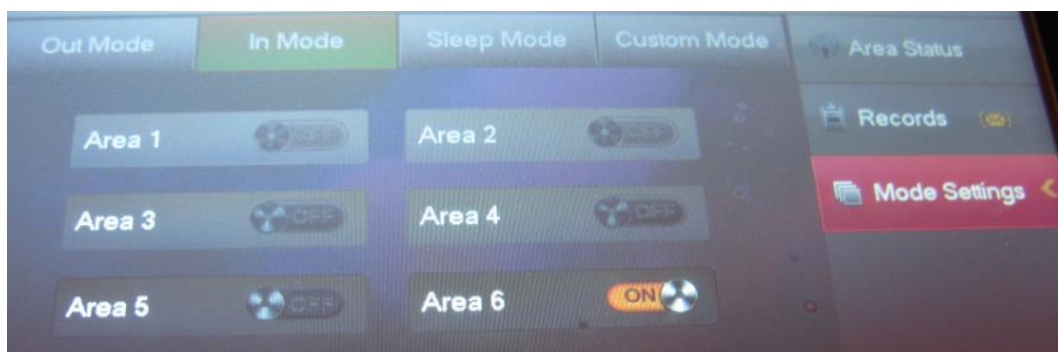 Out Mode In Mode Sleep Mode Custom Mode
Area Status
Area 1 OFF Area 2 OFF
Records
Mode Settings
Area 3 OFF Area 4 OFF
Area 5 OFF Area 6 ON